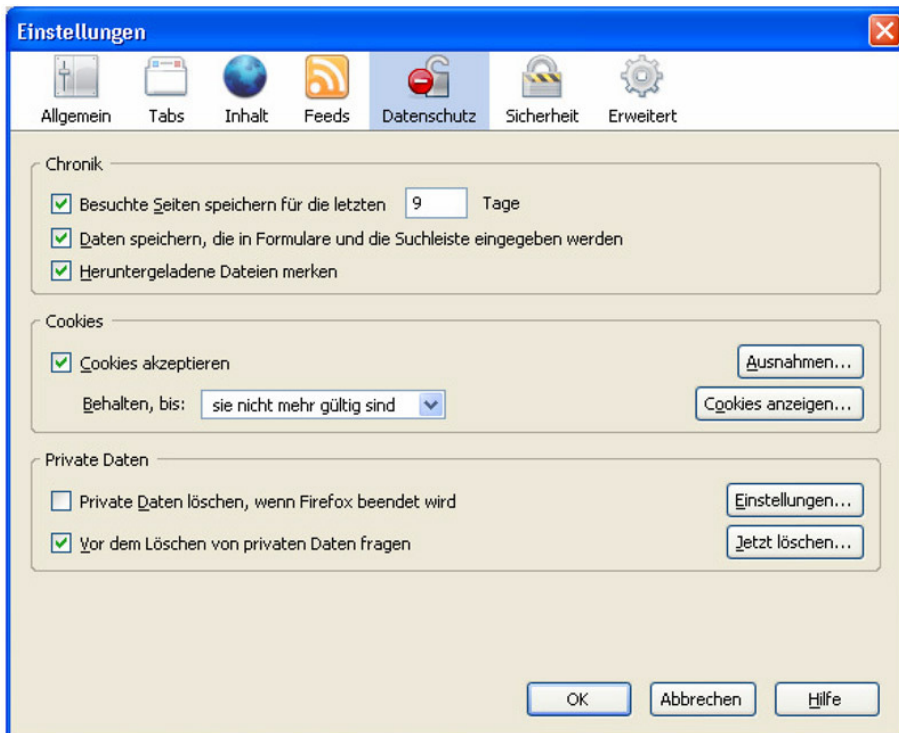 Einstellungen
Allgemein Tabs Inhalt Feeds Datenschutz Sicherheit Erweitert
Chronik
Besuchte Seiten speichern für die letzten 9 Tage
Daten speichern, die in Formulare und die Suchleiste eingegeben werden
Heruntergeladene Dateien merken
Cookies
Cookies akzeptieren Ausnahmen...
Behalten, bis: sie nicht mehr gültig sind Cookies anzeigen...
Private Daten
Private Daten löschen, wenn Firefox beendet wird Einstellungen...
Vor dem Löschen von privaten Daten fragen Jetzt löschen...
OK Abbrechen Hilfe